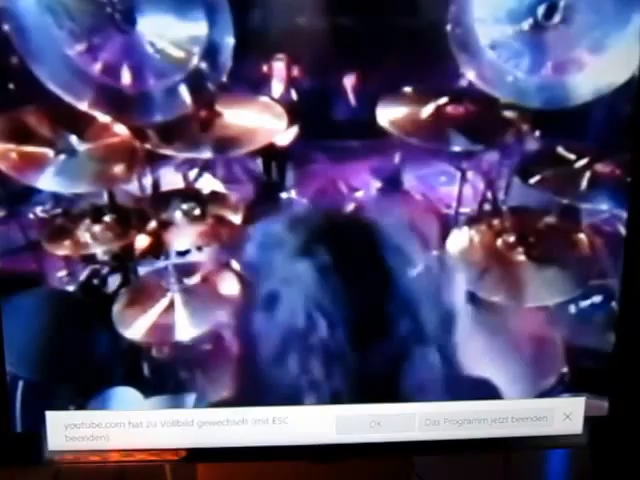 youtube.com hat zu Vollbild gewechselt (mit ESC
beenden).
OK
Das Programm jetzt beenden